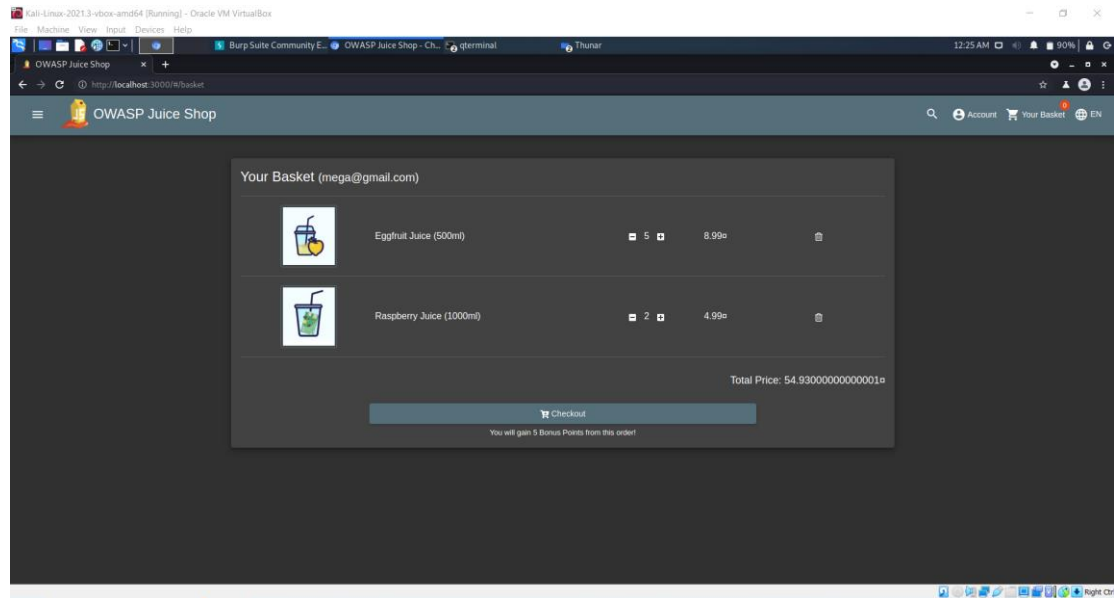 Kali-Linux-2021.3-vbox-amd64 [Running] - Oracle VM VirtualBox
File Machine View Input Devices Help
Burp Suite Community E... OWASP Juice Shop - Ch... qterminal Thunar 12:25 AM 90%
OWASP Juice Shop
http://localhost:3000/#/basket
OWASP Juice Shop Account Your Basket 0 EN
Your Basket (mega@gmail.com)
Eggfruit Juice (500ml) 5 8.99¤
Raspberry Juice (1000ml) 2 4.99¤
Total Price: 54.93000000000001¤
Checkout
You will gain 5 Bonus Points from this order!
Right Ctrl